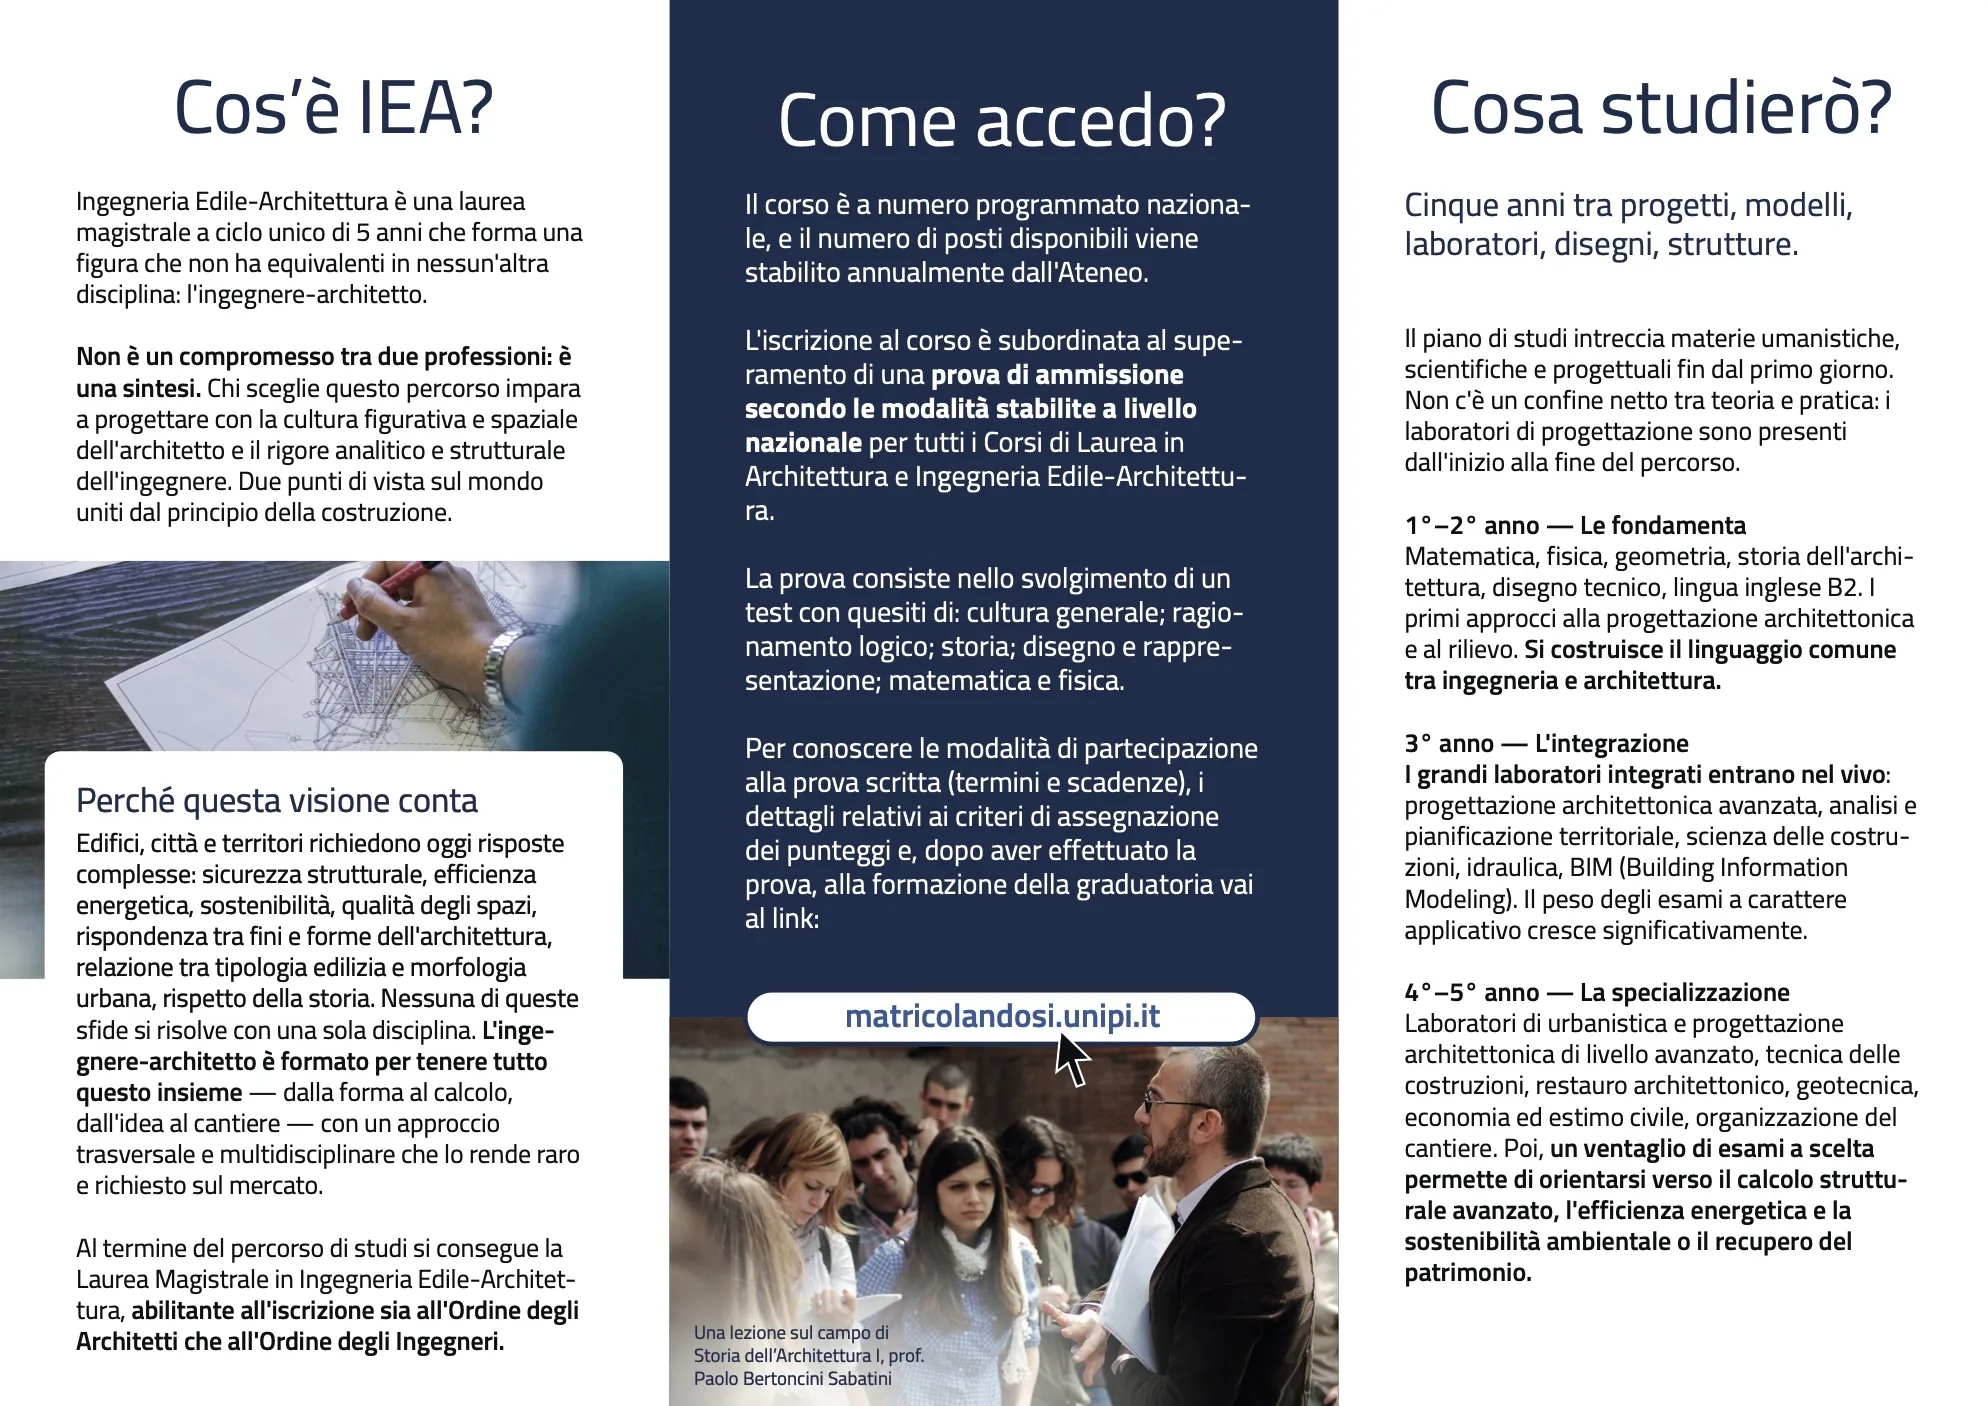 Cos’è IEA?
Ingegneria Edile-Architettura è una laurea
magistrale a ciclo unico di 5 anni che forma una
figura che non ha equivalenti in nessun'altra
disciplina: l'ingegnere-architetto.
Non è un compromesso tra due professioni: è
una sintesi. Chi sceglie questo percorso impara
a progettare con la cultura figurativa e spaziale
dell'architetto e il rigore analitico e strutturale
dell'ingegnere. Due punti di vista sul mondo
uniti dal principio della costruzione.
Perché questa visione conta
Edifici, città e territori richiedono oggi risposte
complesse: sicurezza strutturale, efficienza
energetica, sostenibilità, qualità degli spazi,
rispondenza tra fini e forme dell'architettura,
relazione tra tipologia edilizia e morfologia
urbana, rispetto della storia. Nessuna di queste
sfide si risolve con una sola disciplina. L'inge-
gnere-architetto è formato per tenere tutto
questo insieme — dalla forma al calcolo,
dall'idea al cantiere — con un approccio
trasversale e multidisciplinare che lo rende raro
e richiesto sul mercato.
Al termine del percorso di studi si consegue la
Laurea Magistrale in Ingegneria Edile-Architet-
tura, abilitante all'iscrizione sia all'Ordine degli
Architetti che all'Ordine degli Ingegneri.
Come accedo?
Il corso è a numero programmato naziona-
le, e il numero di posti disponibili viene
stabilito annualmente dall'Ateneo.
L'iscrizione al corso è subordinata al supe-
ramento di una prova di ammissione
secondo le modalità stabilite a livello
nazionale per tutti i Corsi di Laurea in
Architettura e Ingegneria Edile-Architettu-
ra.
La prova consiste nello svolgimento di un
test con quesiti di: cultura generale; ragio-
namento logico; storia; disegno e rappre-
sentazione; matematica e fisica.
Per conoscere le modalità di partecipazione
alla prova scritta (termini e scadenze), i
dettagli relativi ai criteri di assegnazione
dei punteggi e, dopo aver effettuato la
prova, alla formazione della graduatoria vai
al link:
matricolandosi.unipi.it
Una lezione sul campo di
Storia dell’Architettura I, prof.
Paolo Bertoncini Sabatini
Cosa studierò?
Cinque anni tra progetti, modelli,
laboratori, disegni, strutture.
Il piano di studi intreccia materie umanistiche,
scientifiche e progettuali fin dal primo giorno.
Non c'è un confine netto tra teoria e pratica: i
laboratori di progettazione sono presenti
dall'inizio alla fine del percorso.
1°–2° anno — Le fondamenta
Matematica, fisica, geometria, storia dell'archi-
tettura, disegno tecnico, lingua inglese B2. I
primi approcci alla progettazione architettonica
e al rilievo. Si costruisce il linguaggio comune
tra ingegneria e architettura.
3° anno — L'integrazione
I grandi laboratori integrati entrano nel vivo:
progettazione architettonica avanzata, analisi e
pianificazione territoriale, scienza delle costru-
zioni, idraulica, BIM (Building Information
Modeling). Il peso degli esami a carattere
applicativo cresce significativamente.
4°–5° anno — La specializzazione
Laboratori di urbanistica e progettazione
architettonica di livello avanzato, tecnica delle
costruzioni, restauro architettonico, geotecnica,
economia ed estimo civile, organizzazione del
cantiere. Poi, un ventaglio di esami a scelta
permette di orientarsi verso il calcolo struttu-
rale avanzato, l'efficienza energetica e la
sostenibilità ambientale o il recupero del
patrimonio.